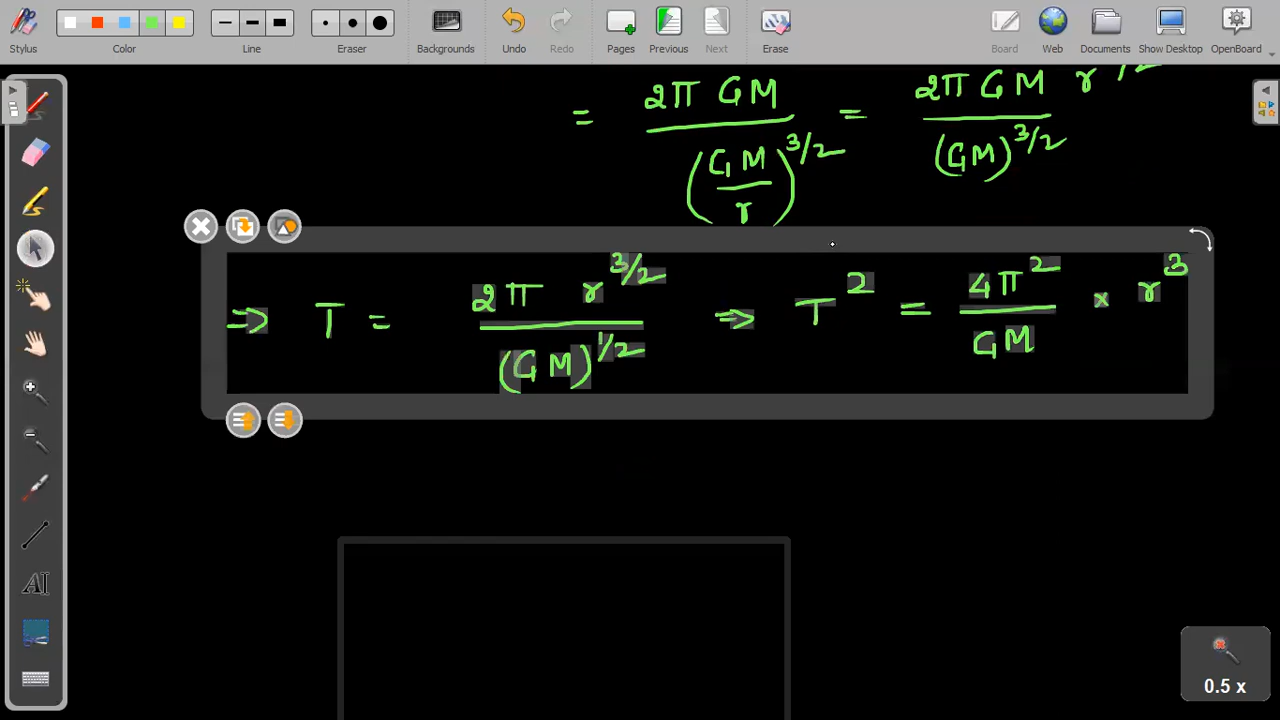 Stylus Color Line Eraser Backgrounds Undo Redo Pages Previous Next Erase Board Web Documents Show Desktop OpenBoard
= 2π GM / (GM/r)^3/2 = 2π GM r / (GM)^3/2
=> T = 2π r^3/2 / (GM)^1/2 => T^2 = 4π^2 / GM × r^3
AI
0.5 x